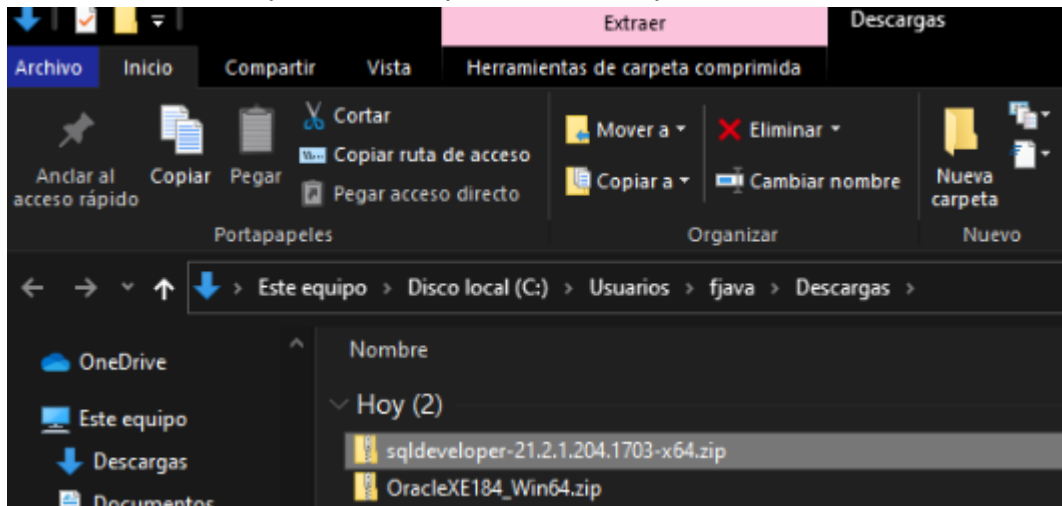 Extraer Descargas
Archivo Inicio Compartir Vista Herramientas de carpeta comprimida
Anclar al acceso rápido
Copiar
Pegar
Cortar
Copiar ruta de acceso
Pegar acceso directo
Portapapeles
Mover a
Copiar a
Eliminar
Cambiar nombre
Organizar
Nueva carpeta
Nuevo
Este equipo > Disco local (C:) > Usuarios > fjava > Descargas >
OneDrive
Este equipo
Descargas
Documentos
Nombre
Hoy (2)
sqldeveloper-21.2.1.204.1703-x64.zip
OracleXE184_Win64.zip